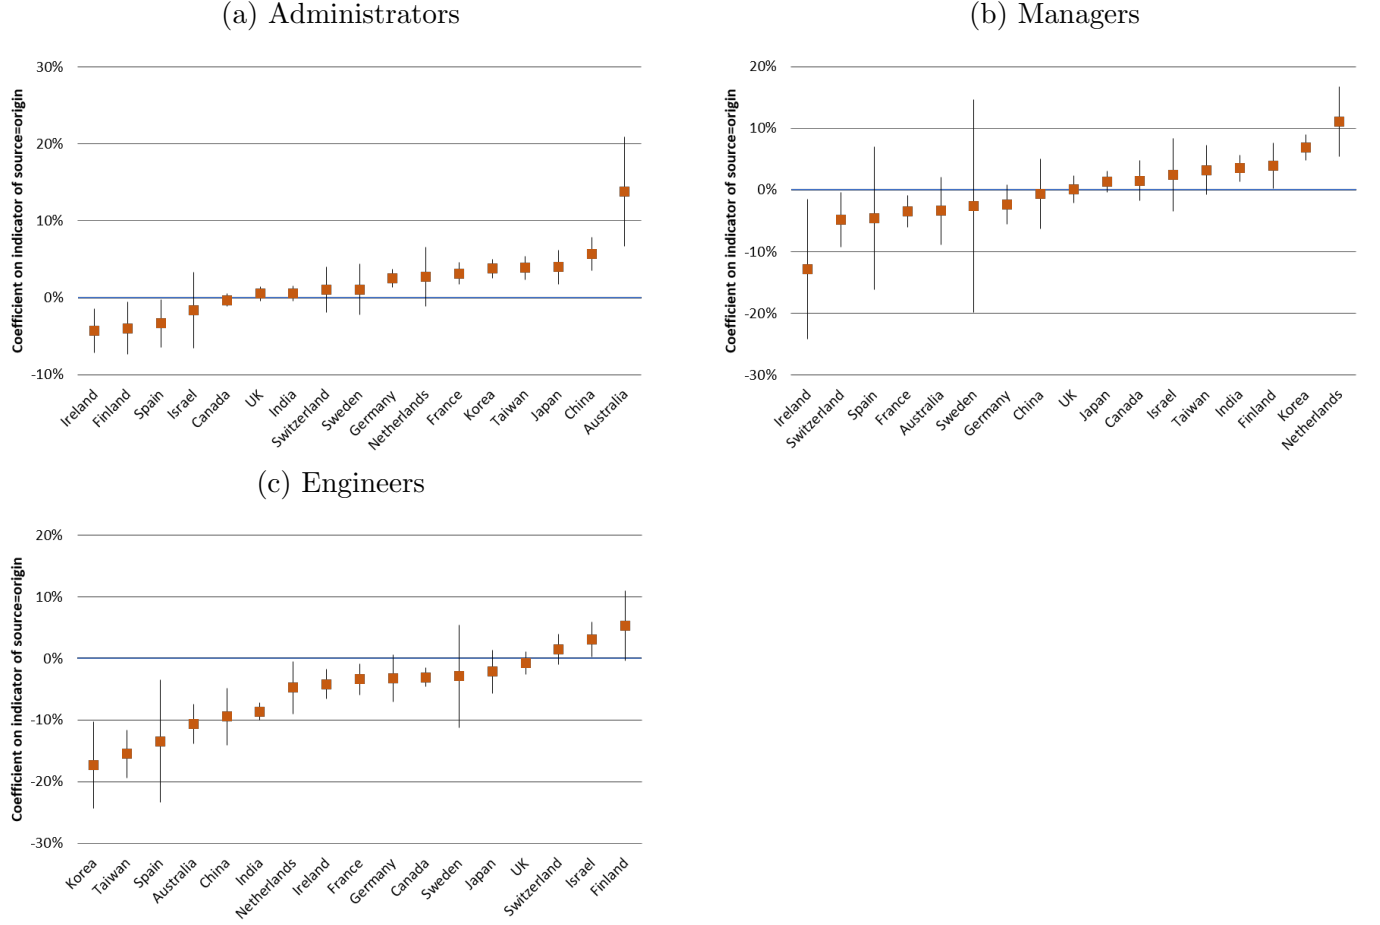 (a) Administrators
Coefficient on indicator of source=origin
30%
20%
10%
0%
-10%
Ireland
Finland
Spain
Israel
Canada
UK
India
Switzerland
Sweden
Germany
Netherlands
France
Korea
Taiwan
Japan
China
Australia
(b) Managers
Coefficient on indicator of source=origin
20%
10%
0%
-10%
-20%
-30%
Ireland
Switzerland
Spain
France
Australia
Sweden
Germany
China
UK
Japan
Canada
Israel
Taiwan
India
Finland
Korea
Netherlands
(c) Engineers
Coefficient on indicator of source=origin
20%
10%
0%
-10%
-20%
-30%
Korea
Taiwan
Spain
Australia
China
India
Netherlands
Ireland
France
Germany
Canada
Sweden
Japan
UK
Switzerland
Israel
Finland